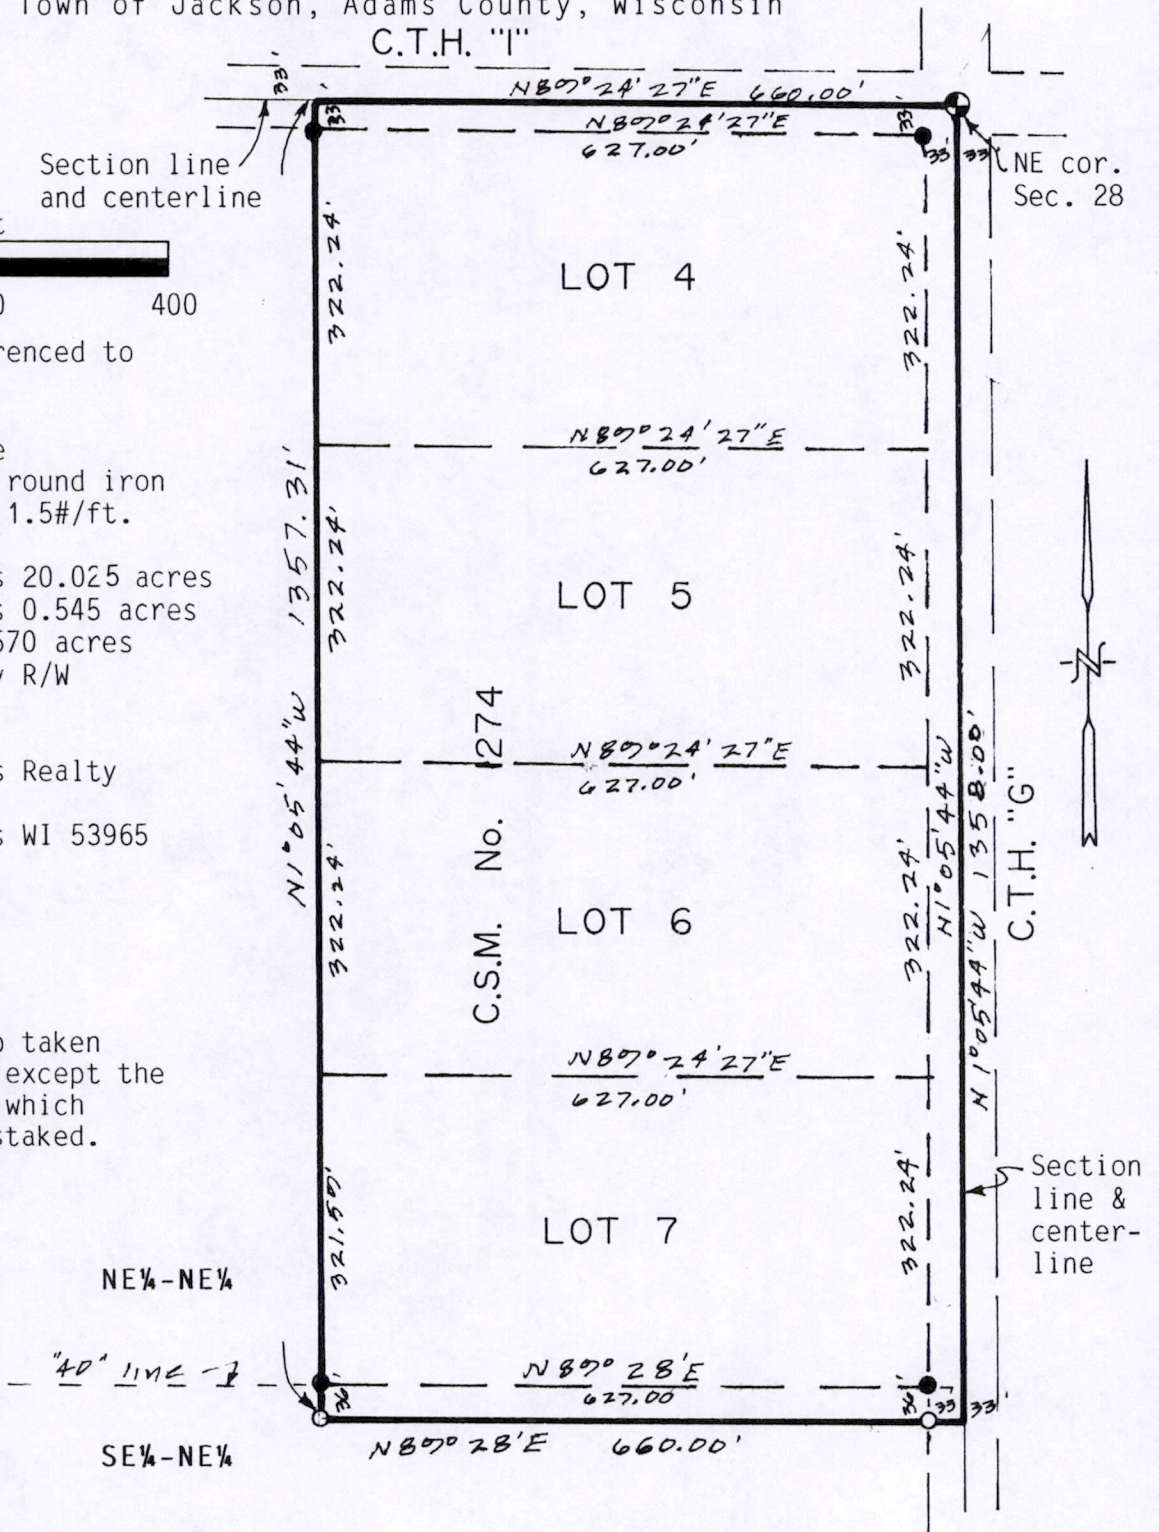 Town of Jackson, Adams County, Wisconsin
C.T.H. "I"
33'
N89° 24' 27"E 660.00'
33'
N89° 24' 27"E
627.00'
33'
33'
33'
Section line
and centerline
NE cor.
Sec. 28
322.24'
LOT 4
322.24'
400
renced to
N89° 24' 27"E
627.00'
round iron
1.5#/ft.
1357.31'
322.24'
322.24'
s 20.025 acres
s 0.545 acres
570 acres
y R/W
LOT 5
N1° 05' 44"W
C.S.M. No. 1274
N89° 24' 27"E
627.00'
s Realty
s WI 53965
N1° 05' 44"W
N1° 05' 44"W 1358.00'
C.T.H. "G"
322.24'
322.24'
LOT 6
p taken
except the
which
staked.
N89° 24' 27"E
627.00'
321.59'
LOT 7
322.24'
Section
line &
center-
line
NE¼-NE¼
"40" line
N89° 28'E
627.00
36'
36'
33'
33'
SE¼-NE¼
N89° 28'E 660.00'